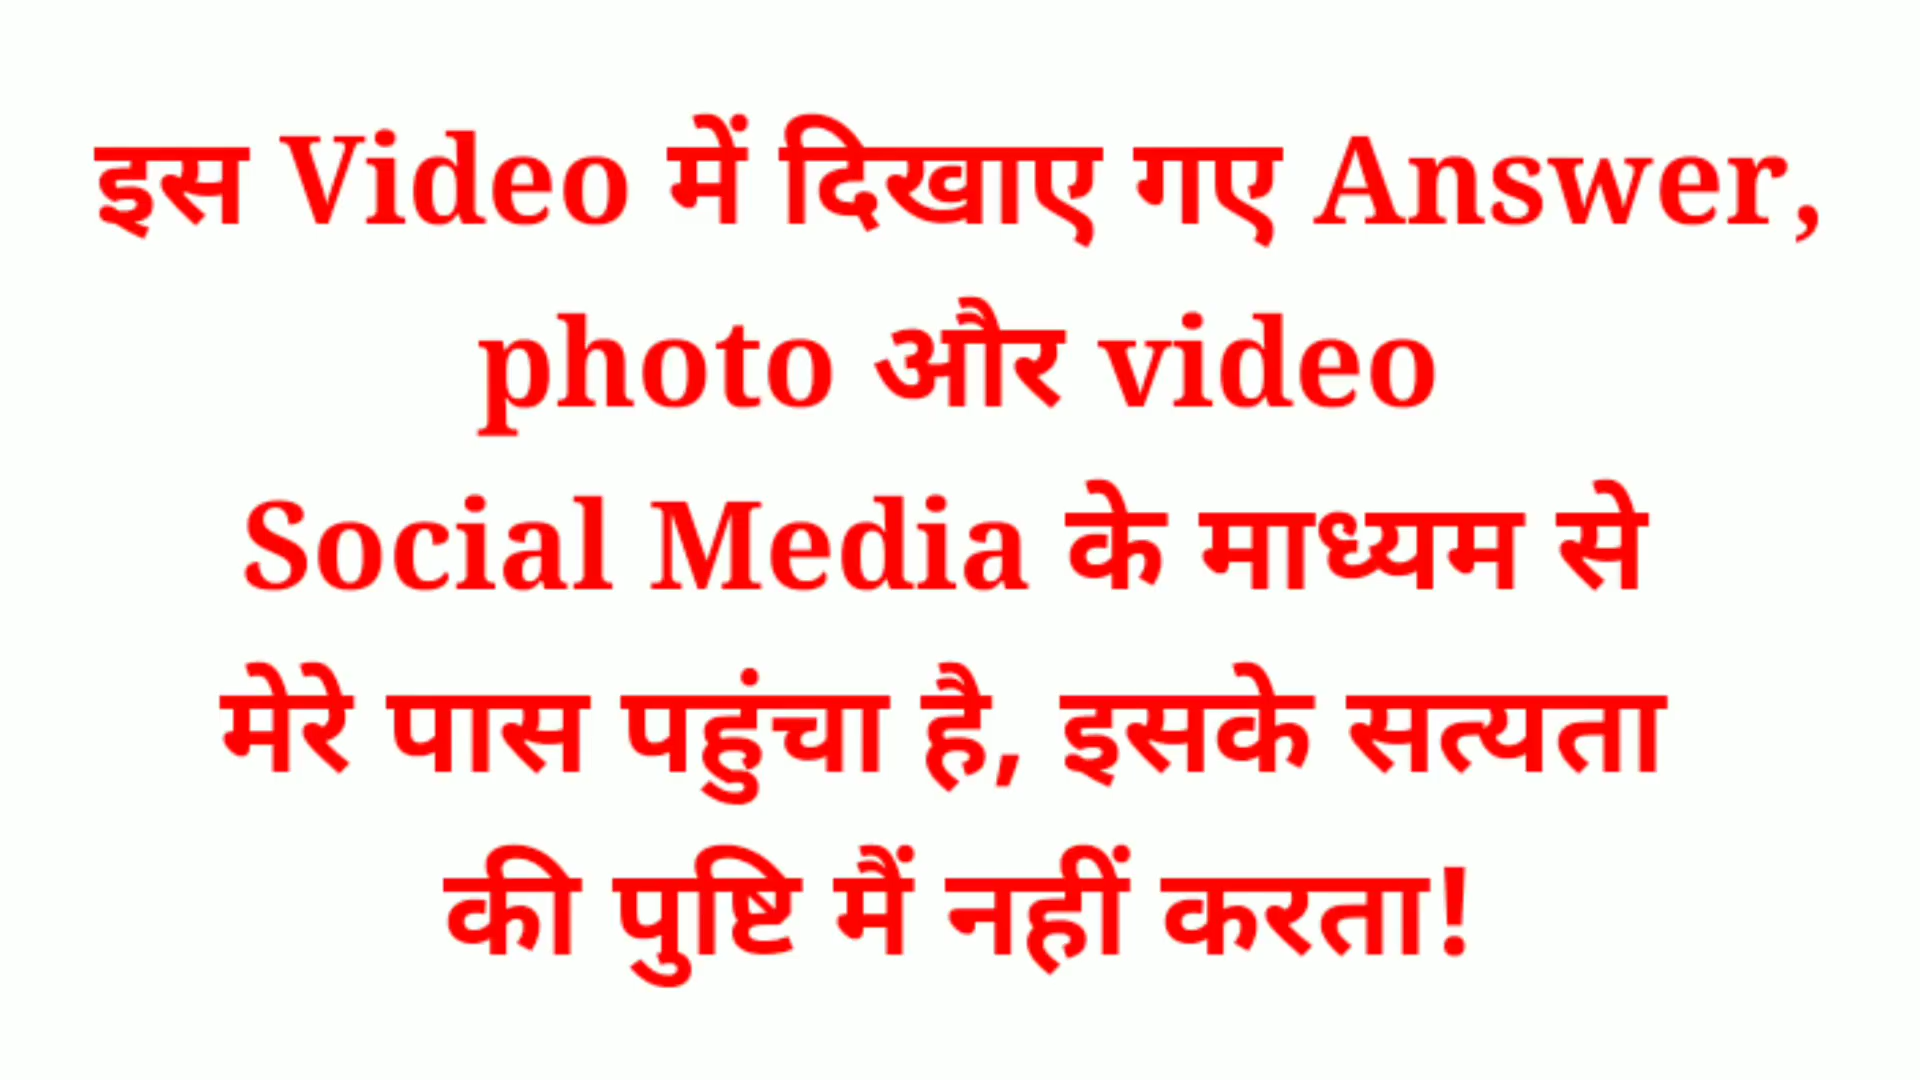 इस Video में दिखाए गए Answer,
photo और video
Social Media के माध्यम से
मेरे पास पहुंचा है, इसके सत्यता
की पुष्टि मैं नहीं करता!